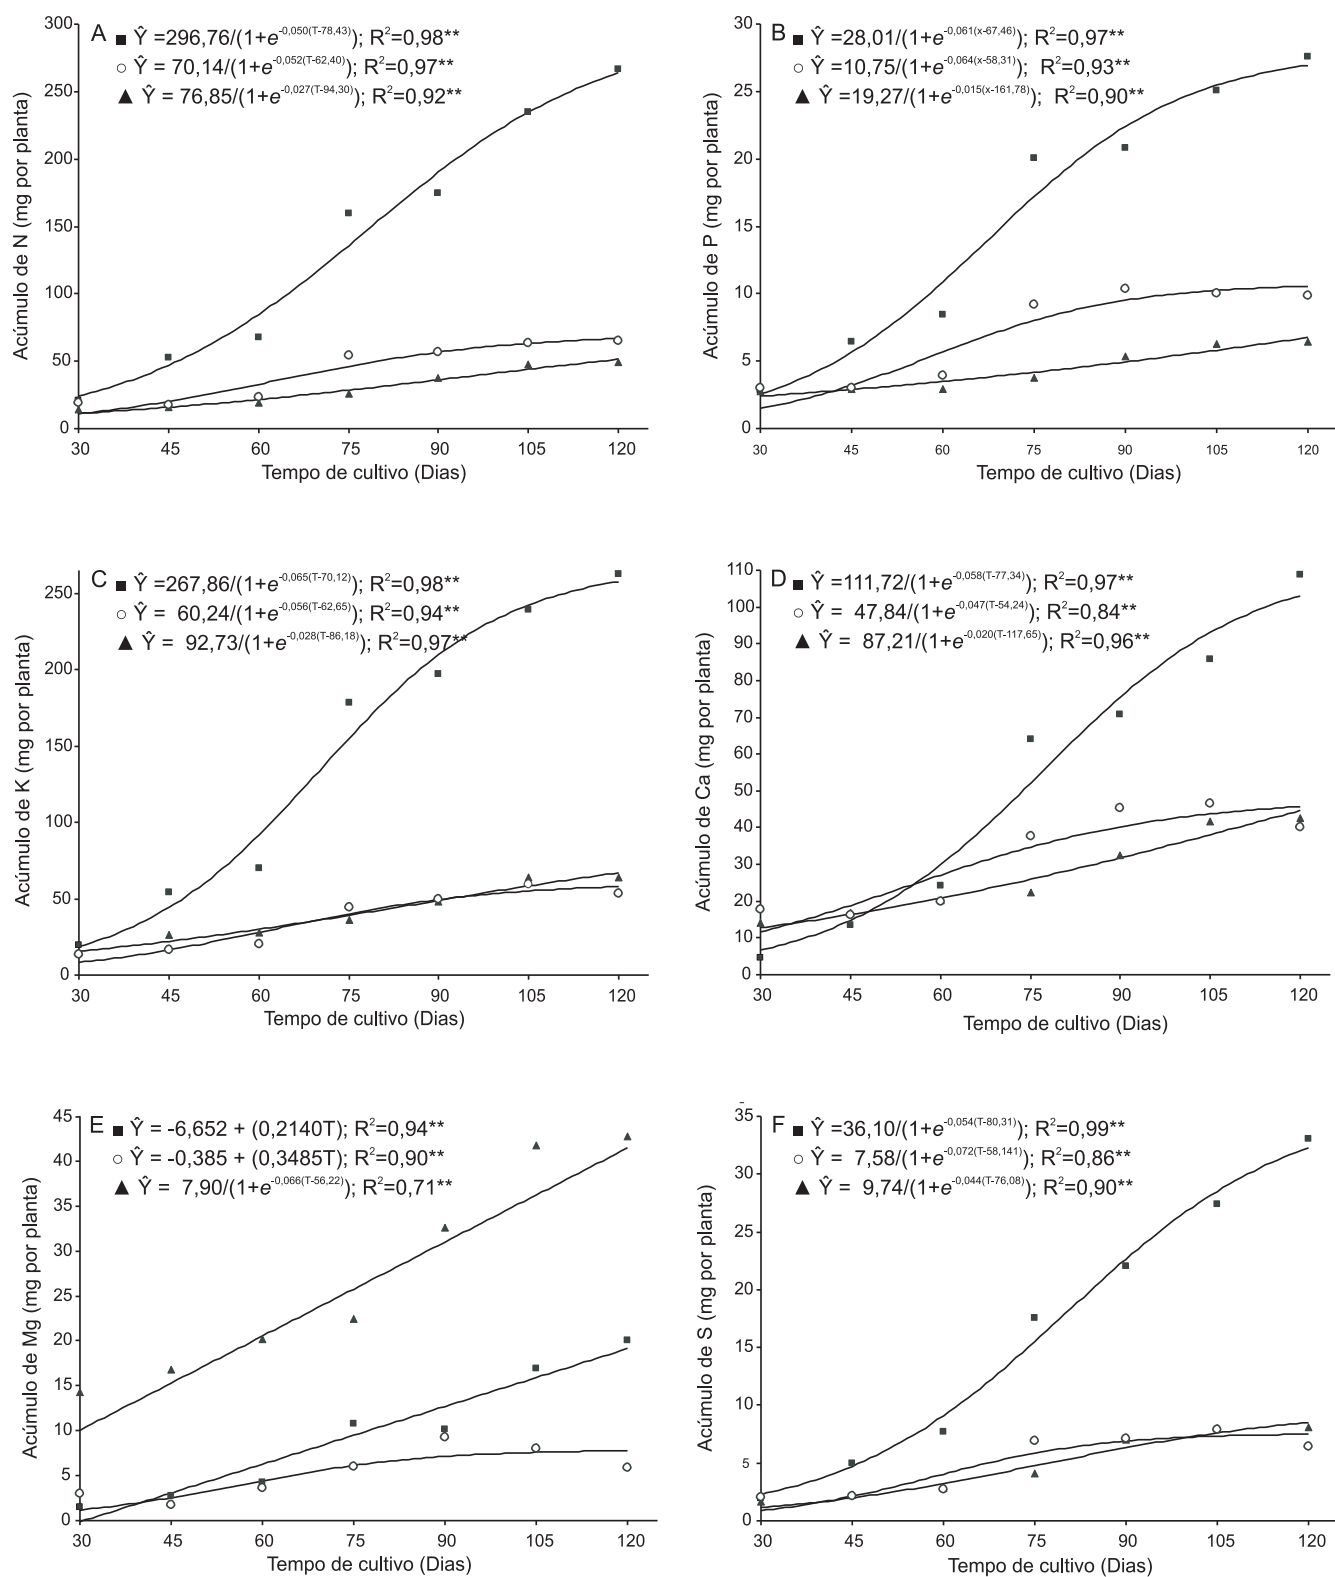 A ■ Ŷ =296,76/(1+e^-0,050(T-78,43)); R²=0,98**
○ Ŷ = 70,14/(1+e^-0,052(T-62,40)); R²=0,97**
▲ Ŷ = 76,85/(1+e^-0,027(T-94,30)); R²=0,92**
Acúmulo de N (mg por planta)
300
250
200
150
100
50
0
30 45 60 75 90 105 120
Tempo de cultivo (Dias)
B ■ Ŷ =28,01/(1+e^-0,061(x-67,46)); R²=0,97**
○ Ŷ =10,75/(1+e^-0,064(x-58,31)); R²=0,93**
▲ Ŷ =19,27/(1+e^-0,015(x-161,78)); R²=0,90**
Acúmulo de P (mg por planta)
30
25
20
15
10
5
0
30 45 60 75 90 105 120
Tempo de cultivo (Dias)
C ■ Ŷ =267,86/(1+e^-0,065(T-70,12)); R²=0,98**
○ Ŷ = 60,24/(1+e^-0,056(T-62,65)); R²=0,94**
▲ Ŷ = 92,73/(1+e^-0,028(T-86,18)); R²=0,97**
Acúmulo de K (mg por planta)
250
200
150
100
50
0
30 45 60 75 90 105 120
Tempo de cultivo (Dias)
D ■ Ŷ =111,72/(1+e^-0,058(T-77,34)); R²=0,97**
○ Ŷ = 47,84/(1+e^-0,047(T-54,24)); R²=0,84**
▲ Ŷ = 87,21/(1+e^-0,020(T-117,65)); R²=0,96**
Acúmulo de Ca (mg por planta)
110
100
90
80
70
60
50
40
30
20
10
0
30 45 60 75 90 105 120
Tempo de cultivo (Dias)
E ■ Ŷ = -6,652 + (0,2140T); R²=0,94**
○ Ŷ = -0,385 + (0,3485T); R²=0,90**
▲ Ŷ = 7,90/(1+e^-0,066(T-56,22)); R²=0,71**
Acúmulo de Mg (mg por planta)
45
40
35
30
25
20
15
10
5
0
30 45 60 75 90 105 120
Tempo de cultivo (Dias)
F ■ Ŷ =36,10/(1+e^-0,054(T-80,31)); R²=0,99**
○ Ŷ = 7,58/(1+e^-0,072(T-58,141)); R²=0,86**
▲ Ŷ = 9,74/(1+e^-0,044(T-76,08)); R²=0,90**
Acúmulo de S (mg por planta)
35
30
25
20
15
10
5
0
30 45 60 75 90 105 120
Tempo de cultivo (Dias)